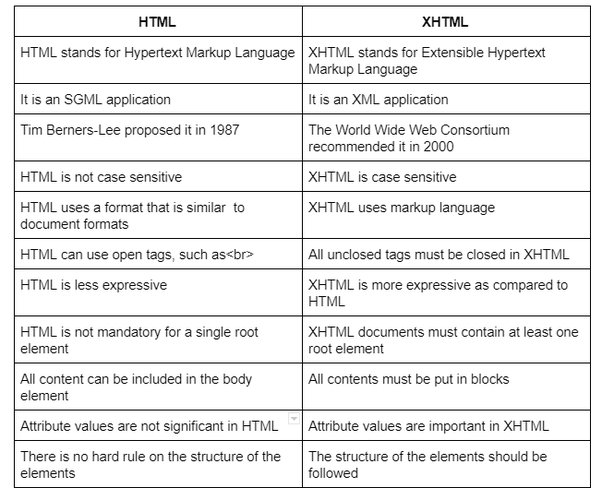 HTML
XHTML
HTML stands for Hypertext Markup Language
XHTML stands for Extensible Hypertext
Markup Language
It is an SGML application
It is an XML application
Tim Berners-Lee proposed it in 1987
The World Wide Web Consortium
recommended it in 2000
HTML is not case sensitive
XHTML is case sensitive
HTML uses a format that is similar to
document formats
XHTML uses markup language
HTML can use open tags, such as<br>
All unclosed tags must be closed in XHTML
HTML is less expressive
XHTML is more expressive as compared to
HTML
HTML is not mandatory for a single root
element
XHTML documents must contain at least one
root element
All content can be included in the body
element
All contents must be put in blocks
Attribute values are not significant in HTML
Attribute values are important in XHTML
There is no hard rule on the structure of the
elements
The structure of the elements should be
followed